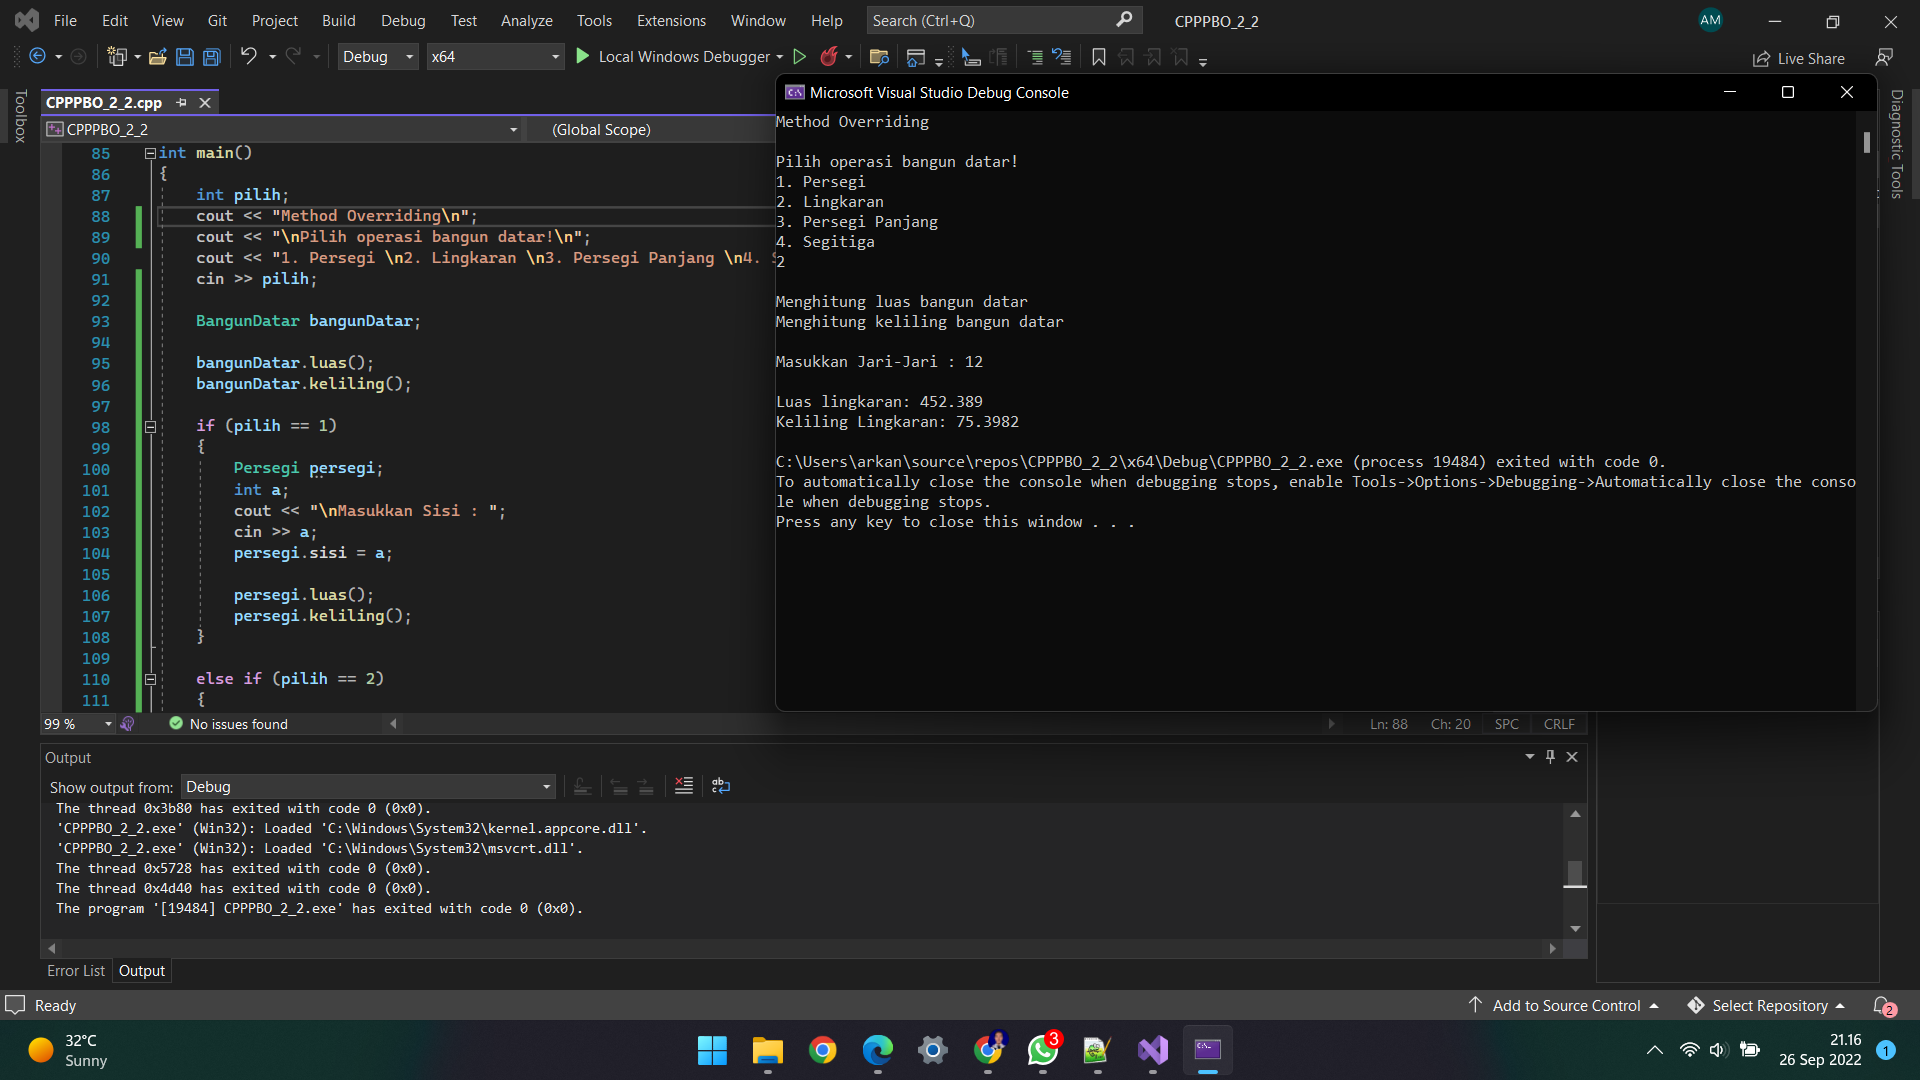 File Edit View Git Project Build Debug Test Analyze Tools Extensions Window Help Search (Ctrl+Q) CPPPBO_2_2 AM
Debug x64 Local Windows Debugger Live Share
Toolbox
CPPPBO_2_2.cpp
CPPPBO_2_2 (Global Scope)
85 int main()
86 {
87 int pilih;
88 cout << "Method Overriding\n";
89 cout << "\nPilih operasi bangun datar!\n";
90 cout << "1. Persegi \n2. Lingkaran \n3. Persegi Panjang \n4. S
91 cin >> pilih;
92
93 BangunDatar bangunDatar;
94
95 bangunDatar.luas();
96 bangunDatar.keliling();
97
98 if (pilih == 1)
99 {
100 Persegi persegi;
101 int a;
102 cout << "\nMasukkan Sisi : ";
103 cin >> a;
104 persegi.sisi = a;
105
106 persegi.luas();
107 persegi.keliling();
108 }
109
110 else if (pilih == 2)
111 {
99 % No issues found Ln: 88 Ch: 20 SPC CRLF
Microsoft Visual Studio Debug Console
Method Overriding
Pilih operasi bangun datar!
1. Persegi
2. Lingkaran
3. Persegi Panjang
4. Segitiga
2
Menghitung luas bangun datar
Menghitung keliling bangun datar
Masukkan Jari-Jari : 12
Luas lingkaran: 452.389
Keliling Lingkaran: 75.3982
C:\Users\arkan\source\repos\CPPPBO_2_2\x64\Debug\CPPPBO_2_2.exe (process 19484) exited with code 0.
To automatically close the console when debugging stops, enable Tools->Options->Debugging->Automatically close the conso
le when debugging stops.
Press any key to close this window . . .
Diagnostic Tools
Output
Show output from: Debug
The thread 0x3b80 has exited with code 0 (0x0).
'CPPPBO_2_2.exe' (Win32): Loaded 'C:\Windows\System32\kernel.appcore.dll'.
'CPPPBO_2_2.exe' (Win32): Loaded 'C:\Windows\System32\msvcrt.dll'.
The thread 0x5728 has exited with code 0 (0x0).
The thread 0x4d40 has exited with code 0 (0x0).
The program '[19484] CPPPBO_2_2.exe' has exited with code 0 (0x0).
Error List Output
Ready Add to Source Control Select Repository 2
32°C
Sunny
3
21.16
26 Sep 2022
1